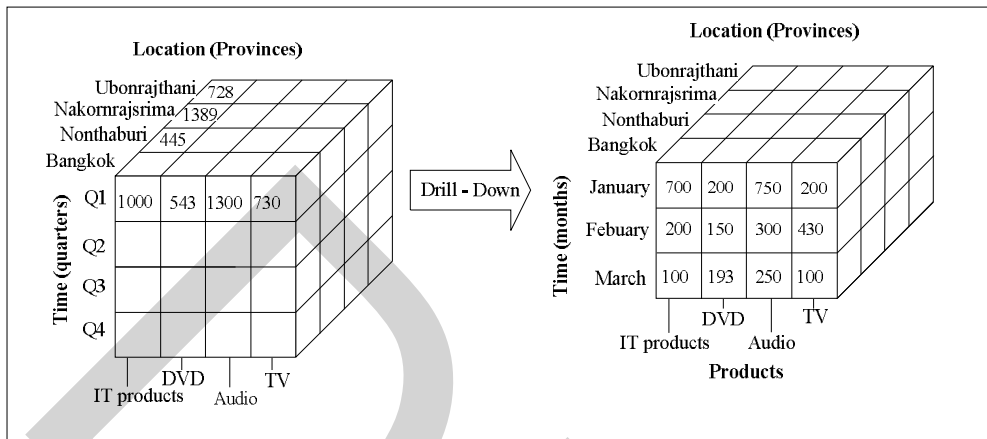 Location (Provinces)
Ubonrajthani 728
Nakornrajsrima 1389
Nonthaburi 445
Bangkok
Time (quarters)
Q1 1000 543 1300 730
Q2
Q3
Q4
IT products DVD Audio TV
Drill - Down
Location (Provinces)
Ubonrajthani
Nakornrajsrima
Nonthaburi
Bangkok
Time (months)
January 700 200 750 200
Febuary 200 150 300 430
March 100 193 250 100
IT products DVD Audio TV
Products